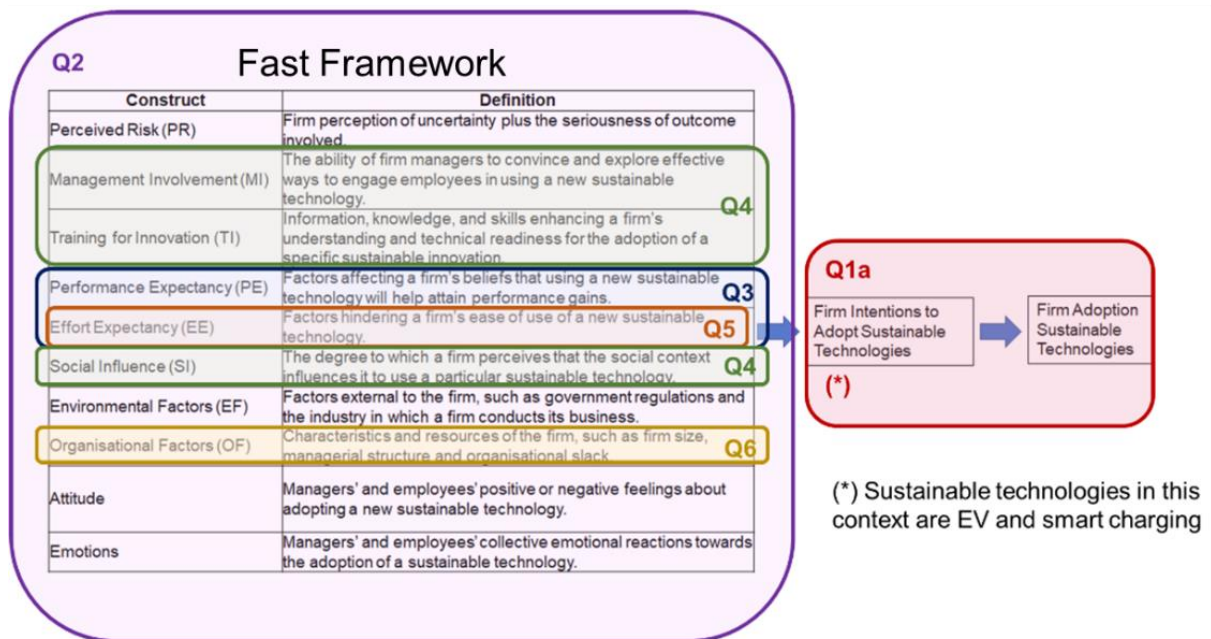 Q2
Fast Framework
Construct Definition
Perceived Risk (PR) Firm perception of uncertainty plus the seriousness of outcome
involved.
The ability of firm managers to convince and explore effective
Management Involvement (MI) ways to engage employees in using a new sustainable
technology.
Q4
Information, knowledge, and skills enhancing a firm's
Training for Innovation (TI) understanding and technical readiness for the adoption of a
specific sustainable innovation.
Performance Expectancy (PE) Factors affecting a firm's beliefs that using a new sustainable
technology will help attain performance gains.
Q3
Effort Expectancy (EE) Factors hindering a firm's ease of use of a new sustainable
technology.
Q5
Social Influence (SI) The degree to which a firm perceives that the social context
influences it to use a particular sustainable technology.
Q4
Environmental Factors (EF) Factors external to the firm, such as government regulations and
the industry in which a firm conducts its business.
Organisational Factors (OF) Characteristics and resources of the firm, such as firm size,
managerial structure and organisational slack.
Q6
Attitude Managers' and employees' positive or negative feelings about
adopting a new sustainable technology.
Emotions Managers' and employees' collective emotional reactions towards
the adoption of a sustainable technology.
Q1a
Firm Intentions to
Adopt Sustainable
Technologies
Firm Adoption
Sustainable
Technologies
(*)
(*) Sustainable technologies in this
context are EV and smart charging